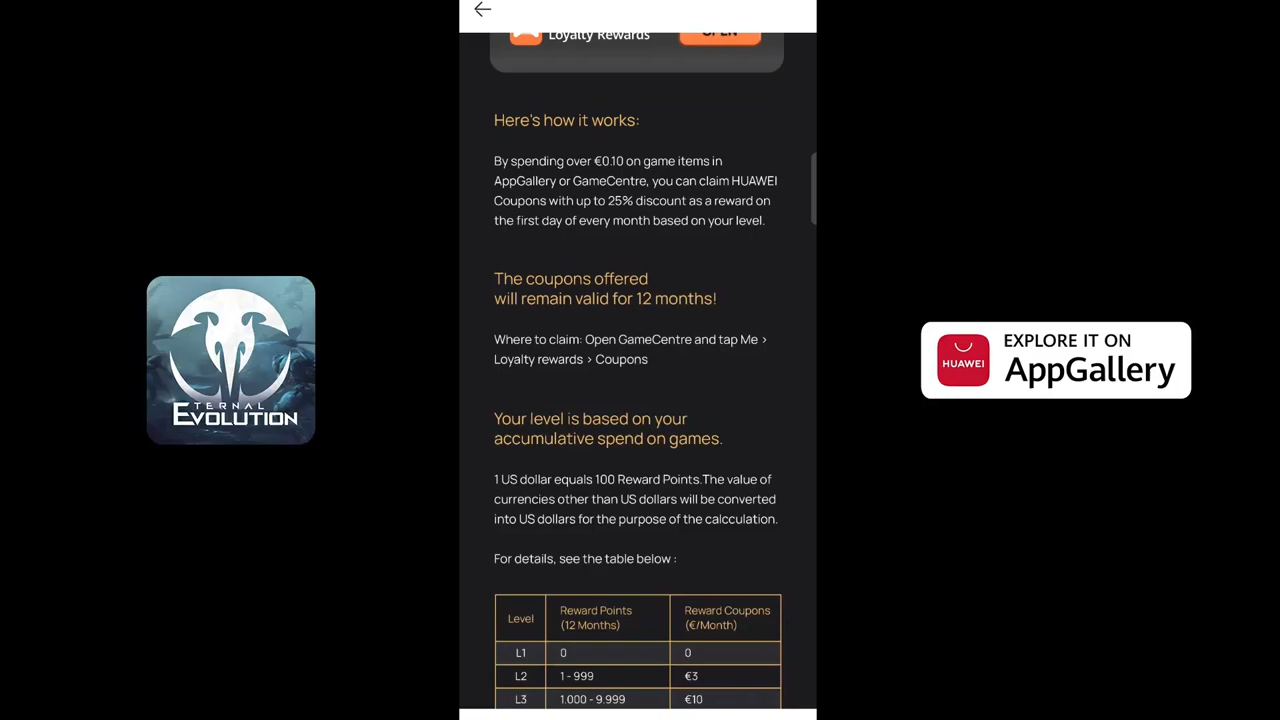 Loyalty Rewards
OPEN
Here's how it works:
By spending over €0.10 on game items in
AppGallery or GameCentre, you can claim HUAWEI
Coupons with up to 25% discount as a reward on
the first day of every month based on your level.
The coupons offered
will remain valid for 12 months!
Where to claim: Open GameCentre and tap Me >
Loyalty rewards > Coupons
Your level is based on your
accumulative spend on games.
1 US dollar equals 100 Reward Points.The value of
currencies other than US dollars will be converted
into US dollars for the purpose of the calcculation.
For details, see the table below :
Level
Reward Points
(12 Months)
Reward Coupons
(€/Month)
L1 0 0
L2 1 - 999 €3
L3 1.000 - 9.999 €10
TERNAL
EVOLUTION
HUAWEI
EXPLORE IT ON
AppGallery